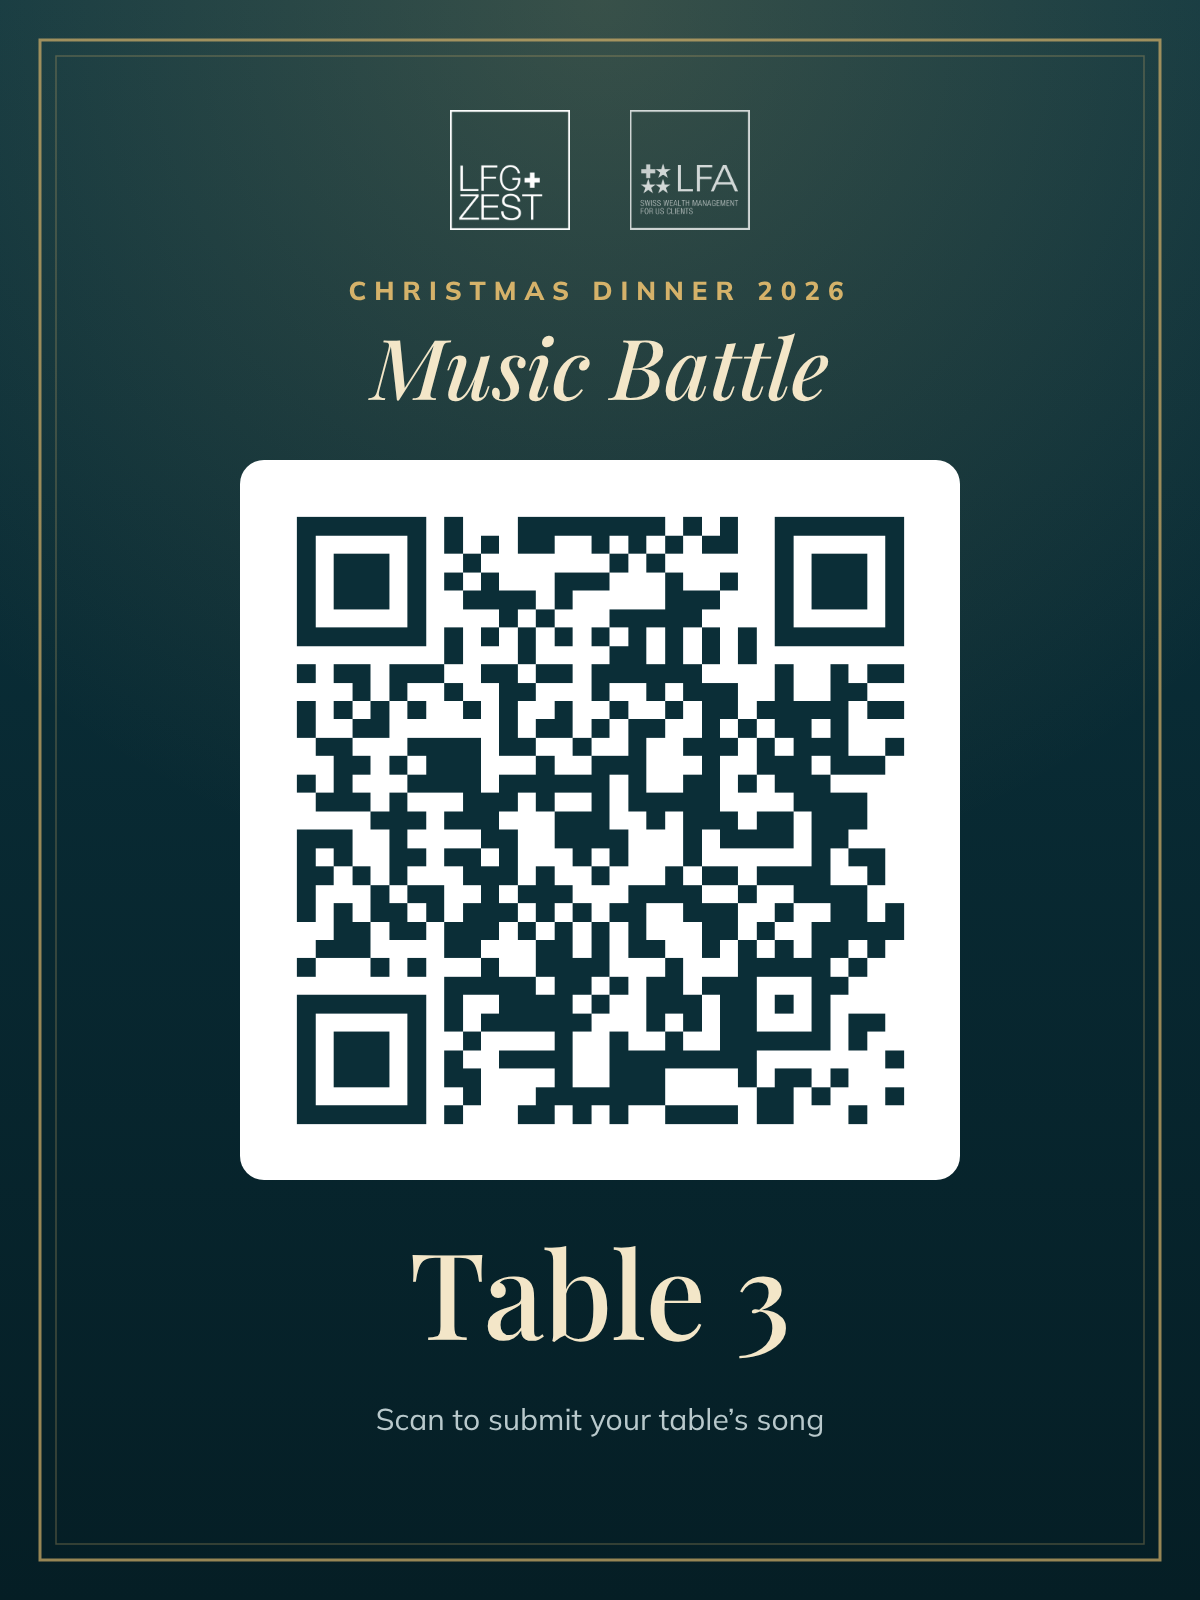 LFG+
ZEST
LFA
SWISS WEALTH MANAGEMENT
FOR US CLIENTS
CHRISTMAS DINNER 2026
Music Battle
Table 3
Scan to submit your table’s song